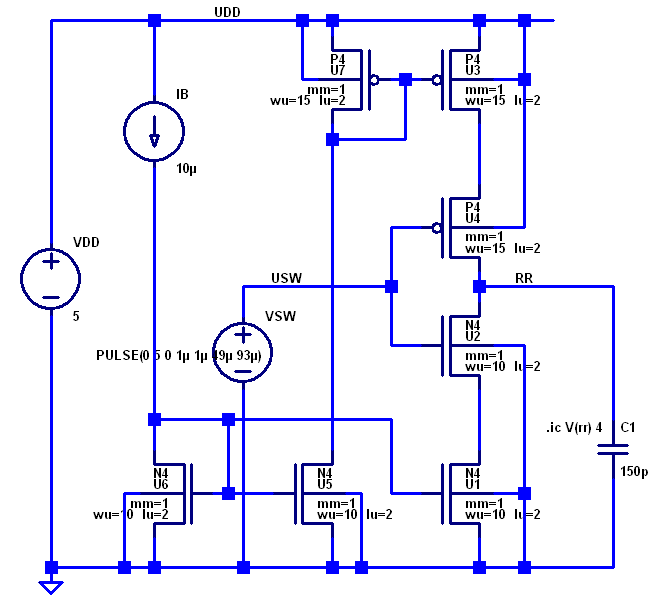 UDD
P4
U7
mm=1
wu=15 lu=2
P4
U3
mm=1
wu=15 lu=2
IB
10µ
P4
U4
mm=1
wu=15 lu=2
VDD
5
USW
RR
VSW
PULSE(0 5 0 1µ 1µ 49µ 93µ)
N4
U2
mm=1
wu=10 lu=2
.ic V(rr) 4
C1
150p
N4
U6
mm=1
wu=10 lu=2
N4
U5
mm=1
wu=10 lu=2
N4
U1
mm=1
wu=10 lu=2